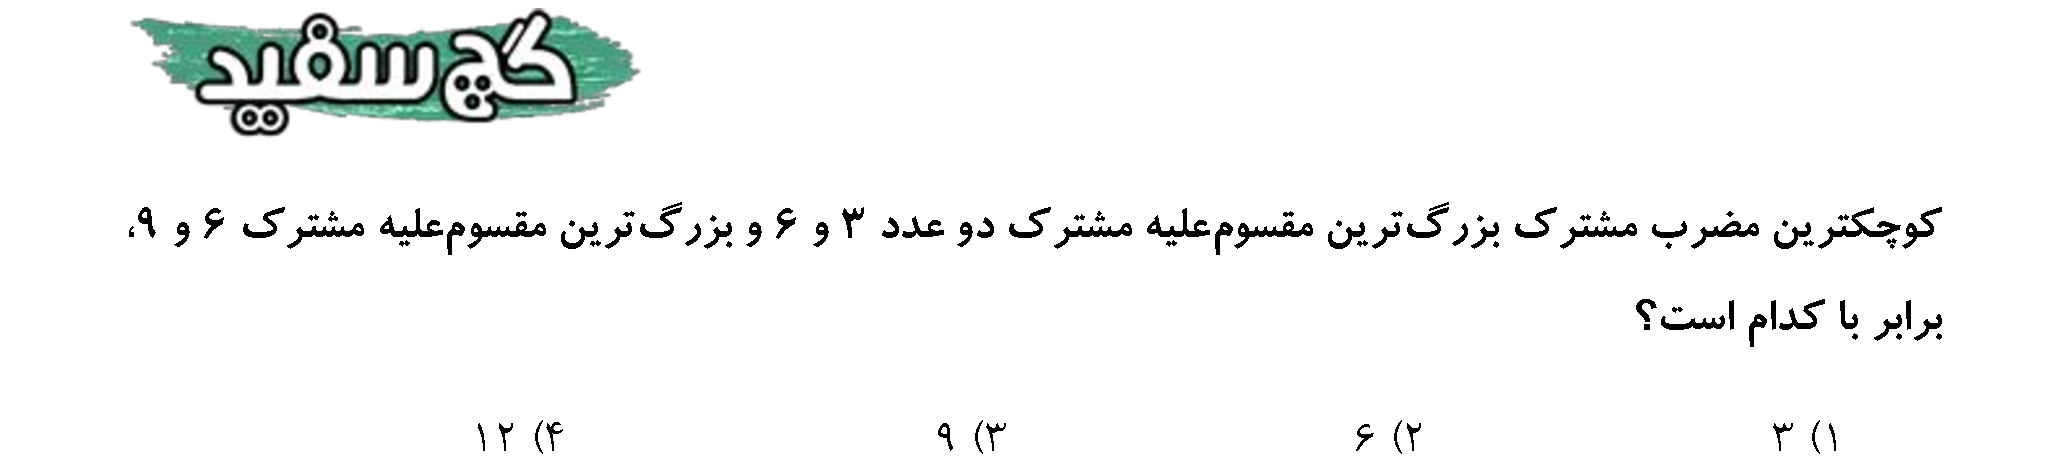 گچ سفید
کوچکترین مضرب مشترک بزرگ‌ترین مقسوم‌علیه مشترک دو عدد ۳ و ۶ و بزرگ‌ترین مقسوم‌علیه مشترک ۶ و ۹،
برابر با کدام است؟
۱) ۳ ۲) ۶ ۳) ۹ ۴) ۱۲